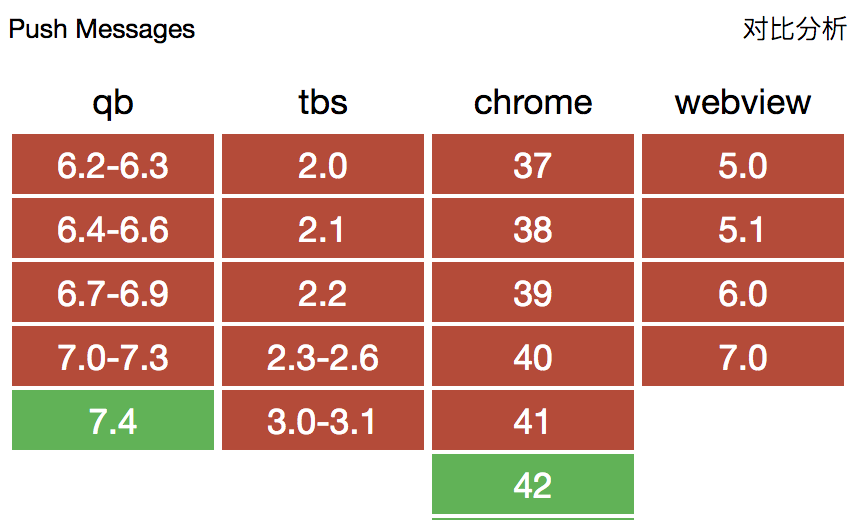 Push Messages 对比分析
qb tbs chrome webview
6.2-6.3 2.0 37 5.0
6.4-6.6 2.1 38 5.1
6.7-6.9 2.2 39 6.0
7.0-7.3 2.3-2.6 40 7.0
7.4 3.0-3.1 41
42